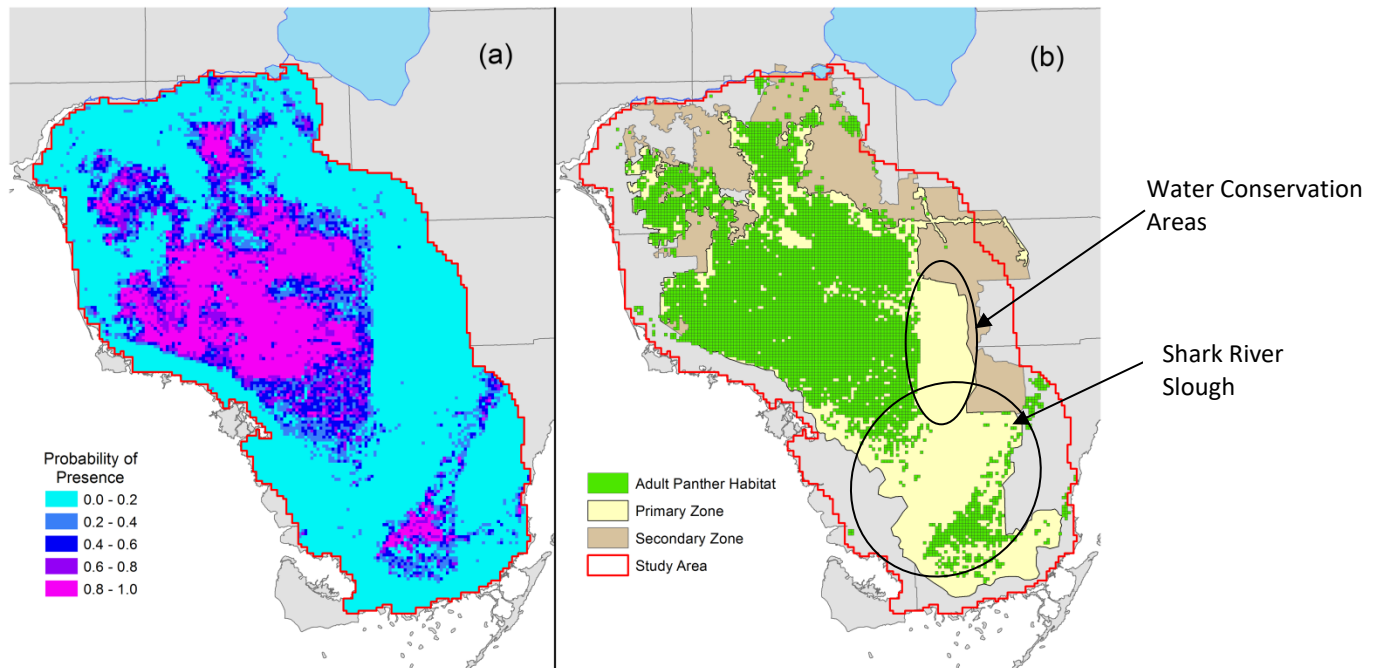 (a)
Probability of
Presence
0.0 - 0.2
0.2 - 0.4
0.4 - 0.6
0.6 - 0.8
0.8 - 1.0
(b)
Adult Panther Habitat
Primary Zone
Secondary Zone
Study Area
Water Conservation
Areas
Shark River
Slough